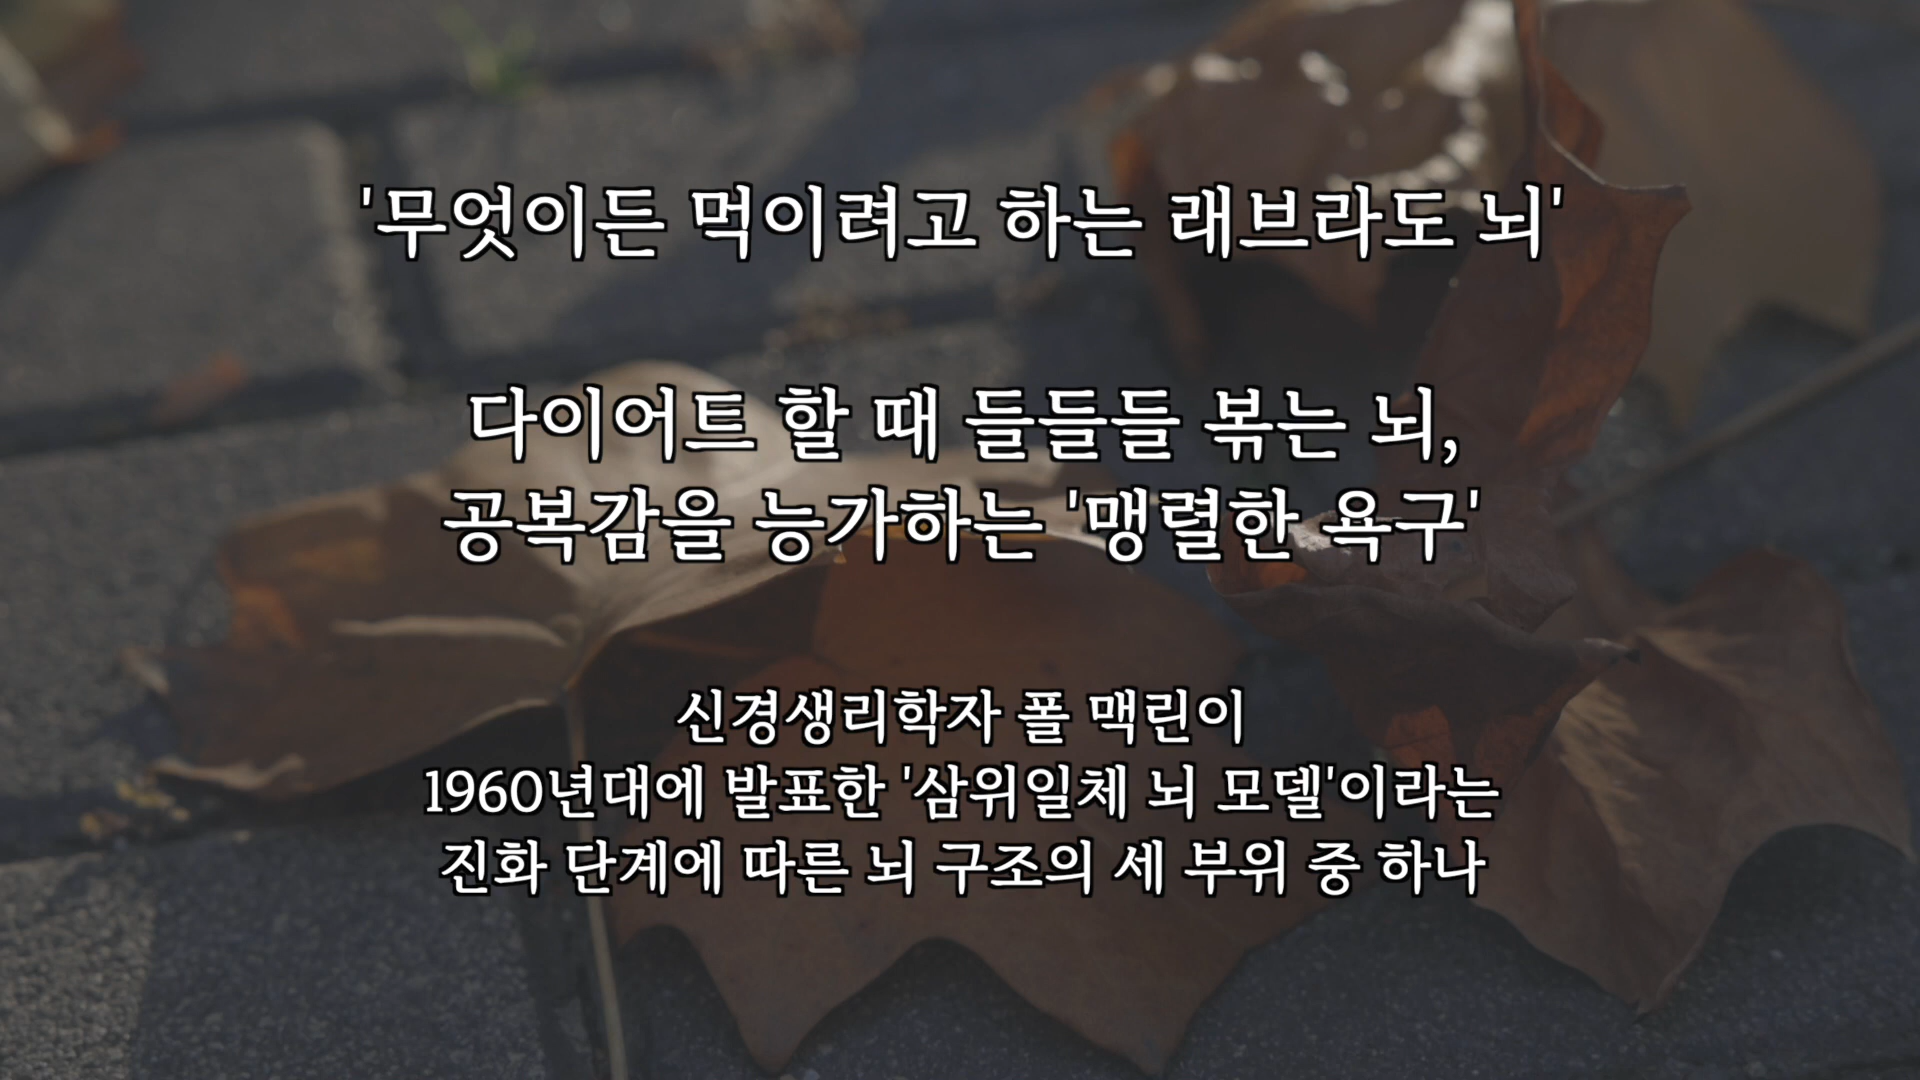 '무엇이든 먹이려고 하는 래브라도 뇌'
다이어트 할 때 들들들 볶는 뇌,
공복감을 능가하는 '맹렬한 욕구'
신경생리학자 폴 맥린이
1960년대에 발표한 '삼위일체 뇌 모델'이라는
진화 단계에 따른 뇌 구조의 세 부위 중 하나